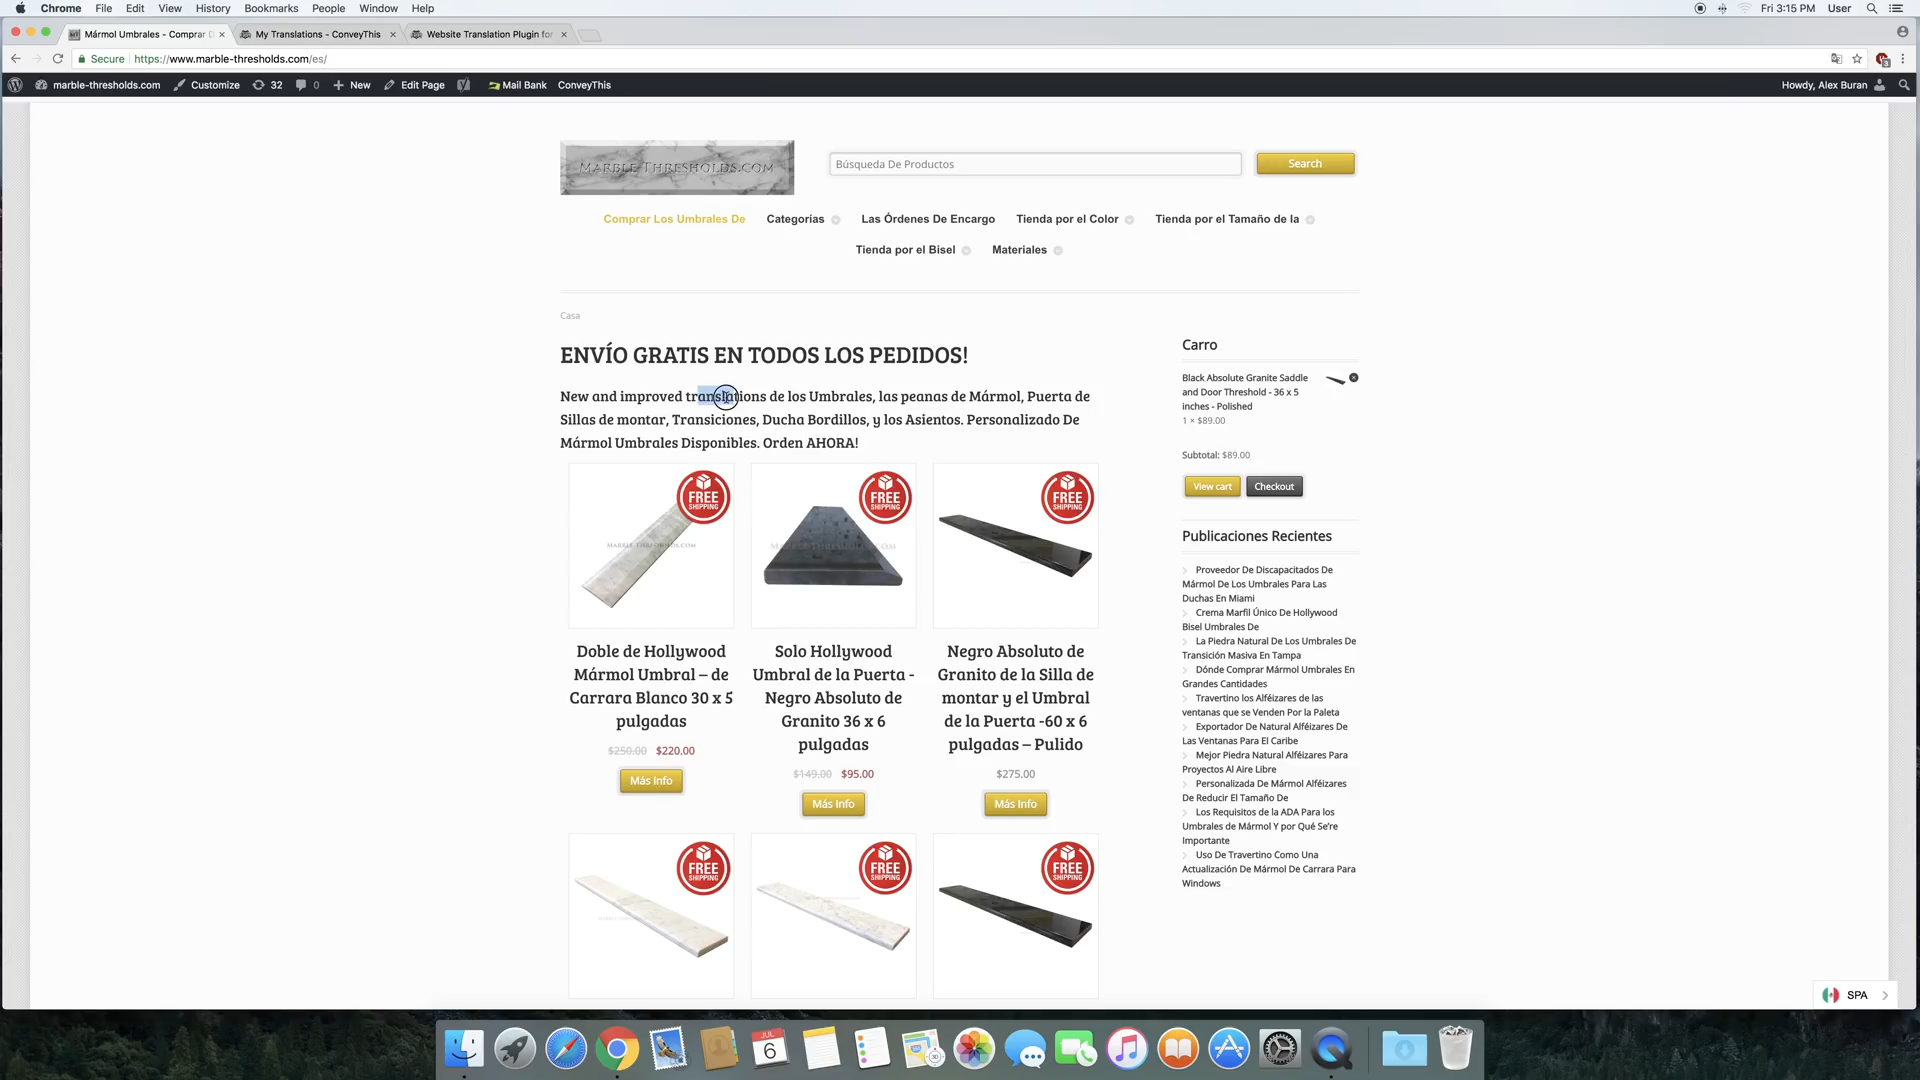 Chrome File Edit View History Bookmarks People Window Help
Fri 3:15 PM User
Mármol Umbrales - Comprar
My Translations - ConveyThis
Website Translation Plugin for
Secure https://www.marble-thresholds.com/es/
marble-thresholds.com Customize 32 0 New Edit Page Mail Bank ConveyThis
Howdy, Alex Buran
MARBLE-THRESHOLDS.COM
Búsqueda De Productos
Search
Comprar Los Umbrales De Categorias Las Órdenes De Encargo Tienda por el Color Tienda por el Tamaño de la
Tienda por el Bisel Materiales
Casa
ENVÍO GRATIS EN TODOS LOS PEDIDOS!
New and improved translations de los Umbrales, las peanas de Mármol, Puerta de
Sillas de montar, Transiciones, Ducha Bordillos, y los Asientos. Personalizado De
Mármol Umbrales Disponibles. Orden AHORA!
FREE
SHIPPING
MARBLE-THRESHOLDS.COM
FREE
SHIPPING
MARBLE-THRESHOLDS.COM
FREE
SHIPPING
Doble de Hollywood
Mármol Umbral – de
Carrara Blanco 30 x 5
pulgadas
$250.00 $220.00
Más Info
Solo Hollywood
Umbral de la Puerta -
Negro Absoluto de
Granito 36 x 6
pulgadas
$149.00 $95.00
Más Info
Negro Absoluto de
Granito de la Silla de
montar y el Umbral
de la Puerta -60 x 6
pulgadas – Pulido
$275.00
Más Info
FREE
SHIPPING
FREE
SHIPPING
FREE
SHIPPING
Carro
Black Absolute Granite Saddle
and Door Threshold - 36 x 5
inches - Polished
1 × $89.00
Subtotal: $89.00
View cart
Checkout
Publicaciones Recientes
Proveedor De Discapacitados De
Mármol De Los Umbrales Para Las
Duchas En Miami
Crema Marfil Único De Hollywood
Bisel Umbrales De
La Piedra Natural De Los Umbrales De
Transición Masiva En Tampa
Dónde Comprar Mármol Umbrales En
Grandes Cantidades
Travertino los Alféizares de las
ventanas que se Venden Por la Paleta
Exportador De Natural Alféizares De
Las Ventanas Para El Caribe
Mejor Piedra Natural Alféizares Para
Proyectos Al Aire Libre
Personalizada De Mármol Alféizares
De Reducir El Tamaño De
Los Requisitos de la ADA Para los
Umbrales de Mármol Y por Qué Se're
Importante
Uso De Travertino Como Una
Actualización De Mármol De Carrara Para
Windows
SPA
JUL
6